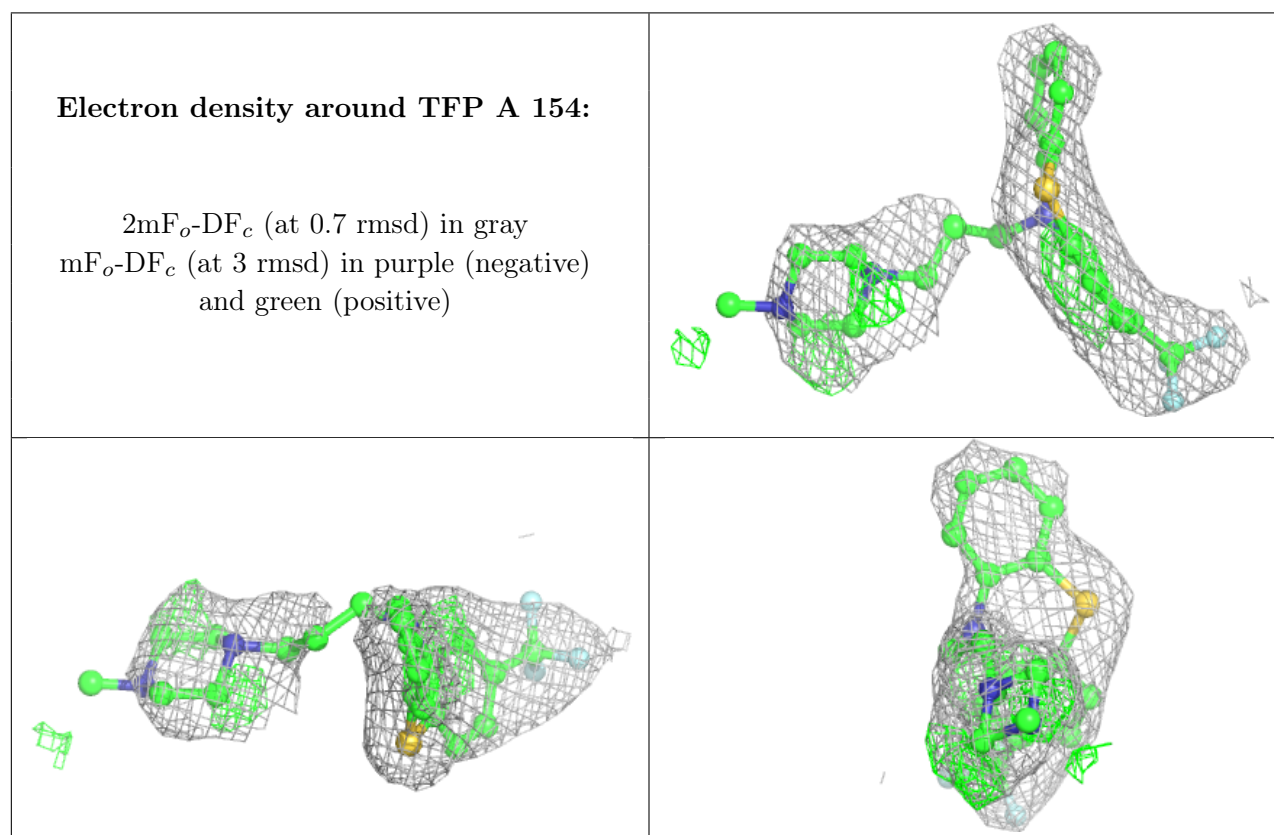 Electron density around TFP A 154:
2mFₒ-DF𝒸 (at 0.7 rmsd) in gray
mFₒ-DF𝒸 (at 3 rmsd) in purple (negative)
and green (positive)